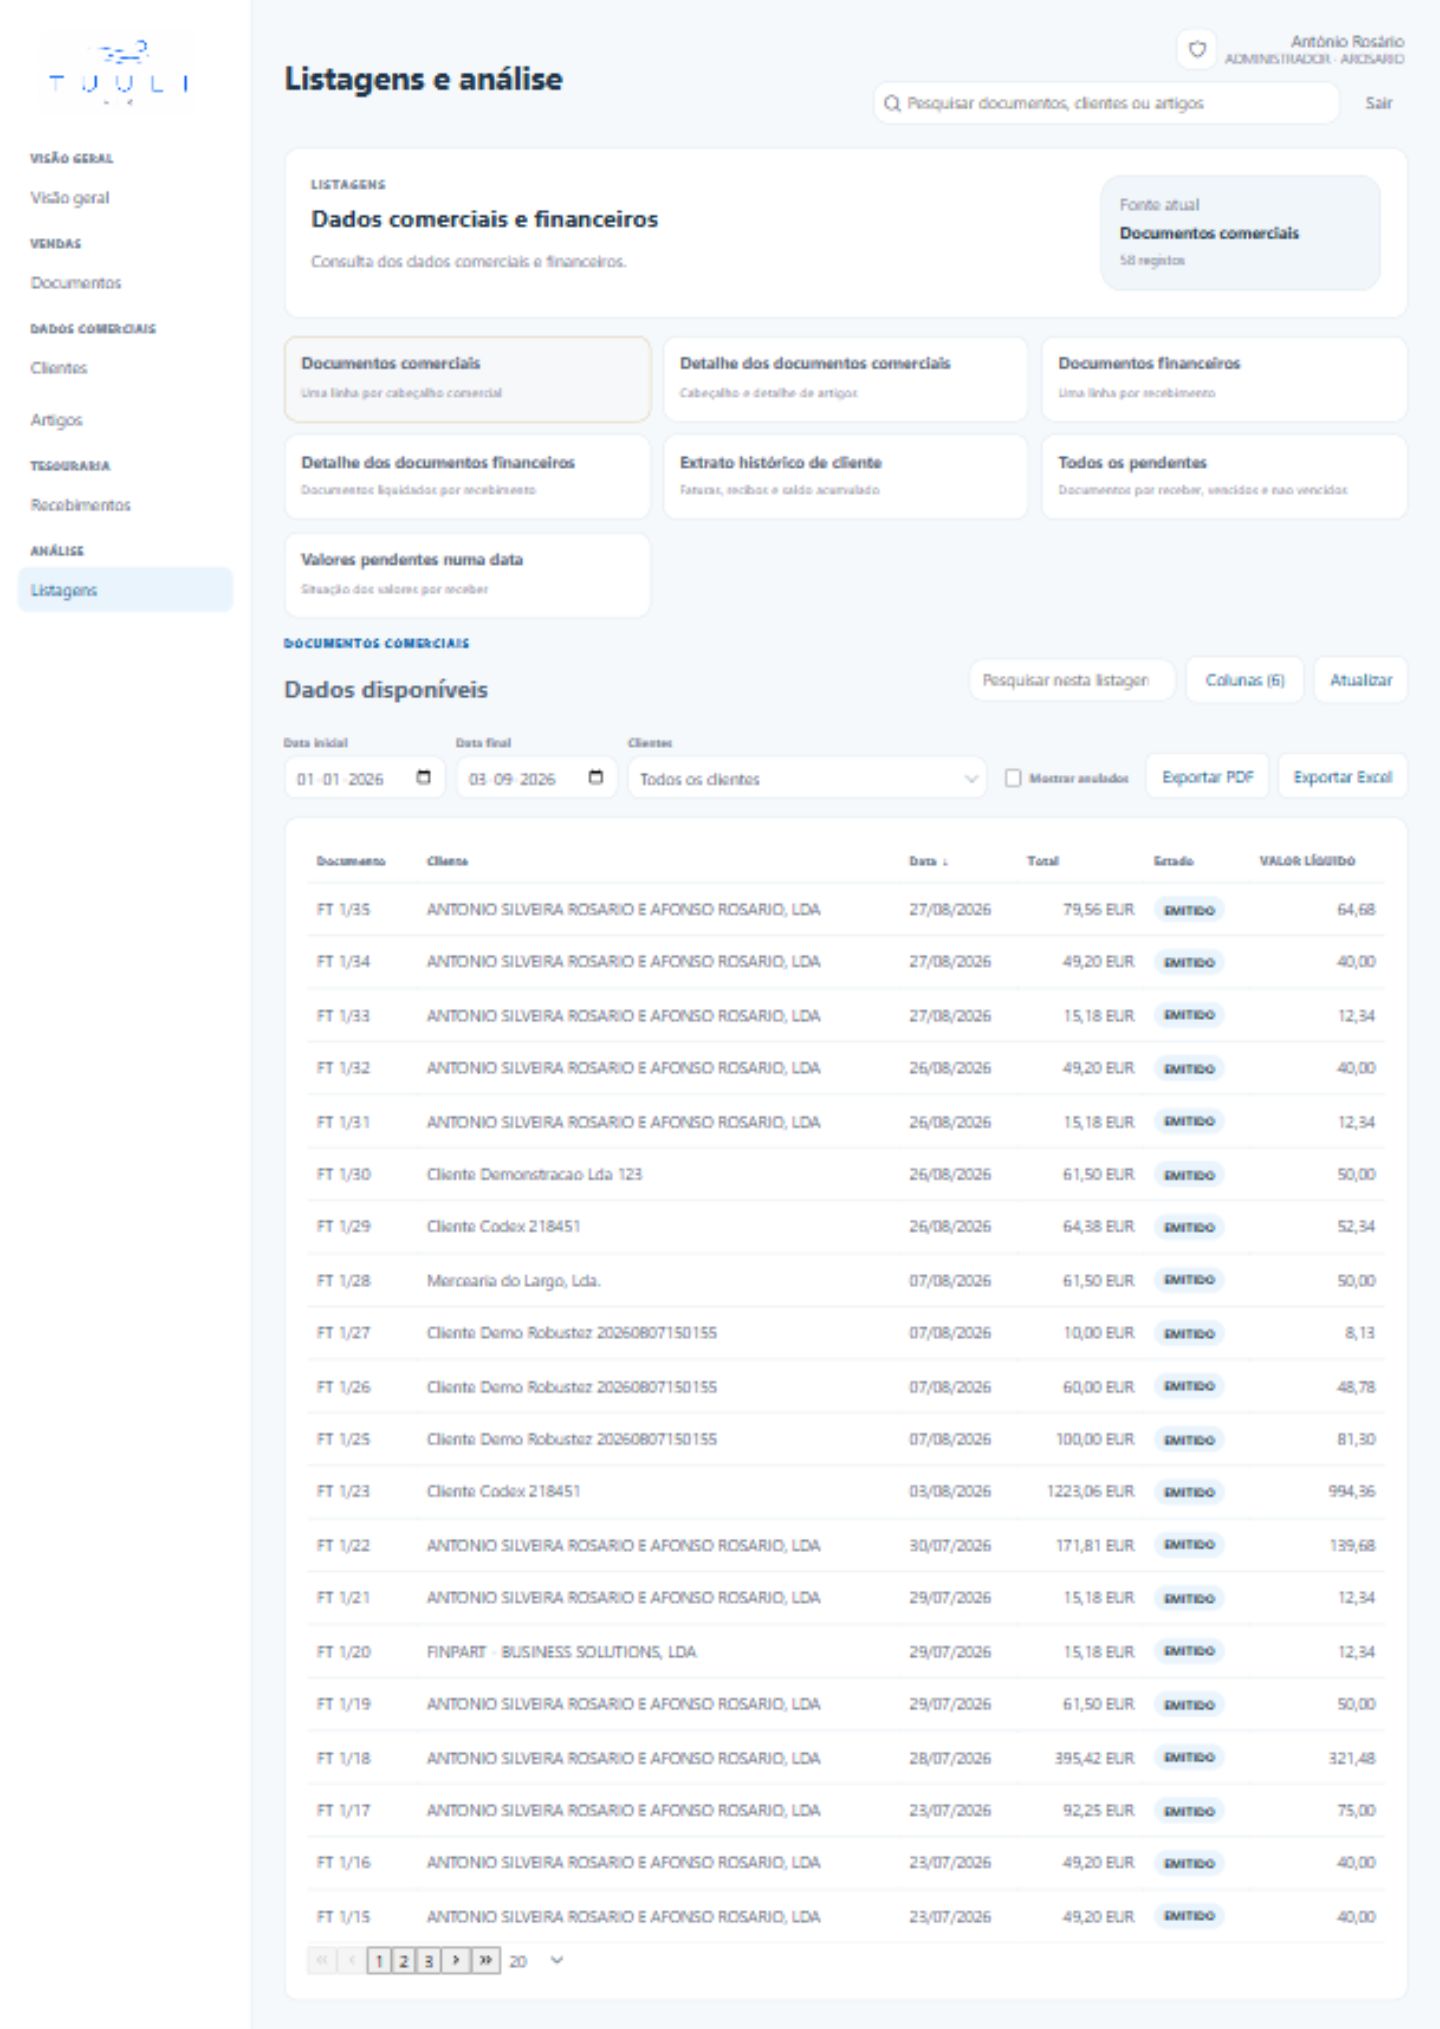 TUULI
António Rosário
ADMINISTRADOR · AROSARIO
Listagens e análise
Pesquisar documentos, clientes ou artigos
Sair
VISÃO GERAL
Visão geral
VENDAS
Documentos
DADOS COMERCIAIS
Clientes
Artigos
TESOURARIA
Recebimentos
ANÁLISE
Listagens
LISTAGENS
Dados comerciais e financeiros
Consulta dos dados comerciais e financeiros.
Fonte atual
Documentos comerciais
58 registos
Documentos comerciais
Uma linha por cabeçalho comercial
Detalhe dos documentos comerciais
Cabeçalho e detalhe de artigos
Documentos financeiros
Uma linha por recebimento
Detalhe dos documentos financeiros
Documentos liquidados por recebimento
Extrato histórico de cliente
Faturas, recibos e saldo acumulado
Todos os pendentes
Documentos por receber, vencidos e nao vencidos
Valores pendentes numa data
Situação dos valores por receber
DOCUMENTOS COMERCIAIS
Dados disponíveis
Pesquisar nesta listagen
Colunas (6)
Atualizar
Data inicial
Data final
Clientes
01-01-2026
03-09-2026
Todos os clientes
Mostrar anulados
Exportar PDF
Exportar Excel
Documento Cliente Data ↓ Total Estado VALOR LÍQUIDO
FT 1/35 ANTONIO SILVEIRA ROSARIO E AFONSO ROSARIO, LDA 27/08/2026 79,56 EUR EMITIDO 64,68
FT 1/34 ANTONIO SILVEIRA ROSARIO E AFONSO ROSARIO, LDA 27/08/2026 49,20 EUR EMITIDO 40,00
FT 1/33 ANTONIO SILVEIRA ROSARIO E AFONSO ROSARIO, LDA 27/08/2026 15,18 EUR EMITIDO 12,34
FT 1/32 ANTONIO SILVEIRA ROSARIO E AFONSO ROSARIO, LDA 26/08/2026 49,20 EUR EMITIDO 40,00
FT 1/31 ANTONIO SILVEIRA ROSARIO E AFONSO ROSARIO, LDA 26/08/2026 15,18 EUR EMITIDO 12,34
FT 1/30 Cliente Demonstracao Lda 123 26/08/2026 61,50 EUR EMITIDO 50,00
FT 1/29 Cliente Codex 218451 26/08/2026 64,38 EUR EMITIDO 52,34
FT 1/28 Mercearia do Largo, Lda. 07/08/2026 61,50 EUR EMITIDO 50,00
FT 1/27 Cliente Demo Robustez 20260807150155 07/08/2026 10,00 EUR EMITIDO 8,13
FT 1/26 Cliente Demo Robustez 20260807150155 07/08/2026 60,00 EUR EMITIDO 48,78
FT 1/25 Cliente Demo Robustez 20260807150155 07/08/2026 100,00 EUR EMITIDO 81,30
FT 1/23 Cliente Codex 218451 03/08/2026 1223,06 EUR EMITIDO 994,36
FT 1/22 ANTONIO SILVEIRA ROSARIO E AFONSO ROSARIO, LDA 30/07/2026 171,81 EUR EMITIDO 139,68
FT 1/21 ANTONIO SILVEIRA ROSARIO E AFONSO ROSARIO, LDA 29/07/2026 15,18 EUR EMITIDO 12,34
FT 1/20 FINPART - BUSINESS SOLUTIONS, LDA 29/07/2026 15,18 EUR EMITIDO 12,34
FT 1/19 ANTONIO SILVEIRA ROSARIO E AFONSO ROSARIO, LDA 29/07/2026 61,50 EUR EMITIDO 50,00
FT 1/18 ANTONIO SILVEIRA ROSARIO E AFONSO ROSARIO, LDA 28/07/2026 395,42 EUR EMITIDO 321,48
FT 1/17 ANTONIO SILVEIRA ROSARIO E AFONSO ROSARIO, LDA 23/07/2026 92,25 EUR EMITIDO 75,00
FT 1/16 ANTONIO SILVEIRA ROSARIO E AFONSO ROSARIO, LDA 23/07/2026 49,20 EUR EMITIDO 40,00
FT 1/15 ANTONIO SILVEIRA ROSARIO E AFONSO ROSARIO, LDA 23/07/2026 49,20 EUR EMITIDO 40,00
« ‹ 1 2 3 › » 20